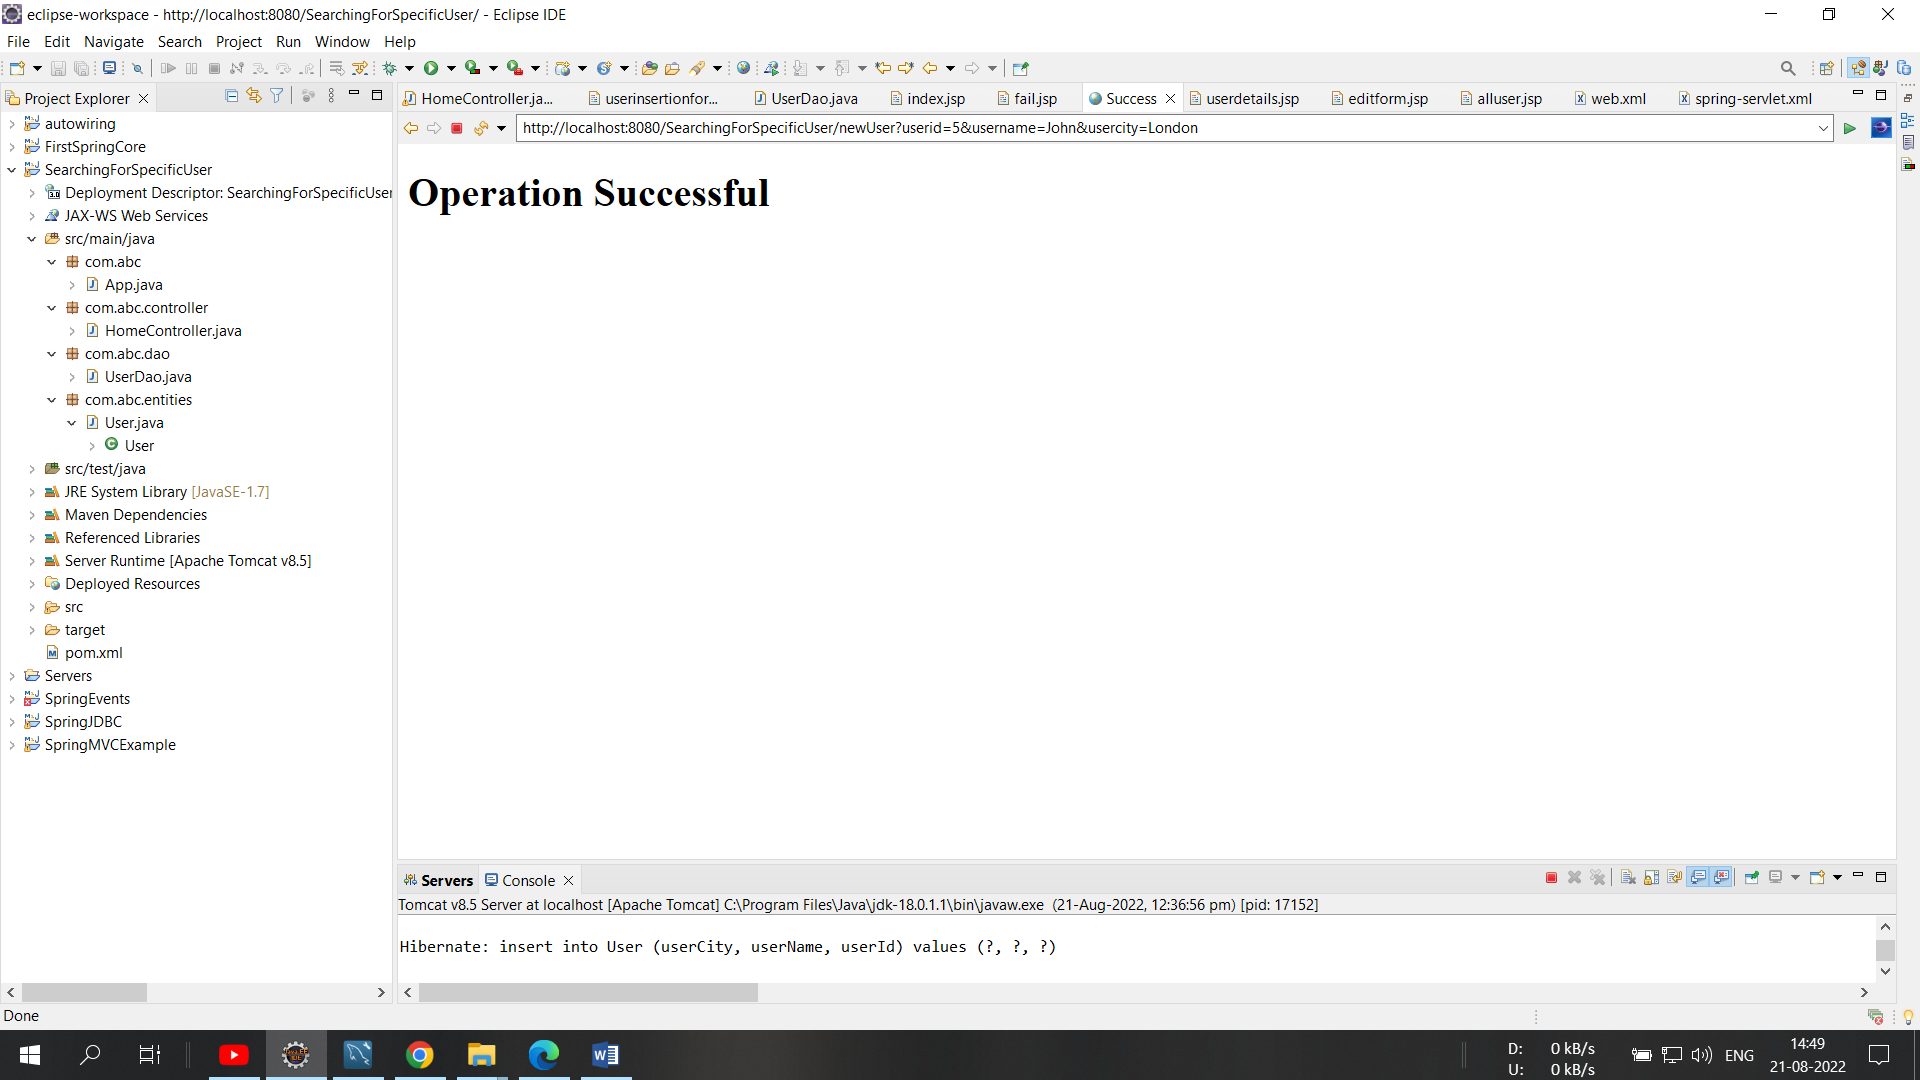 eclipse-workspace - http://localhost:8080/SearchingForSpecificUser/ - Eclipse IDE
File Edit Navigate Search Project Run Window Help
Project Explorer
HomeController.ja... userinsertionfor... UserDao.java index.jsp fail.jsp Success userdetails.jsp editform.jsp alluser.jsp web.xml spring-servlet.xml
http://localhost:8080/SearchingForSpecificUser/newUser?userid=5&username=John&usercity=London
autowiring
FirstSpringCore
SearchingForSpecificUser
Deployment Descriptor: SearchingForSpecificUser
JAX-WS Web Services
src/main/java
com.abc
App.java
com.abc.controller
HomeController.java
com.abc.dao
UserDao.java
com.abc.entities
User.java
User
src/test/java
JRE System Library [JavaSE-1.7]
Maven Dependencies
Referenced Libraries
Server Runtime [Apache Tomcat v8.5]
Deployed Resources
src
target
pom.xml
Servers
SpringEvents
SpringJDBC
SpringMVCExample
Operation Successful
Servers Console
Tomcat v8.5 Server at localhost [Apache Tomcat] C:\Program Files\Java\jdk-18.0.1.1\bin\javaw.exe (21-Aug-2022, 12:36:56 pm) [pid: 17152]
Hibernate: insert into User (userCity, userName, userId) values (?, ?, ?)
Done
D: 0 kB/s
U: 0 kB/s
ENG
14:49
21-08-2022